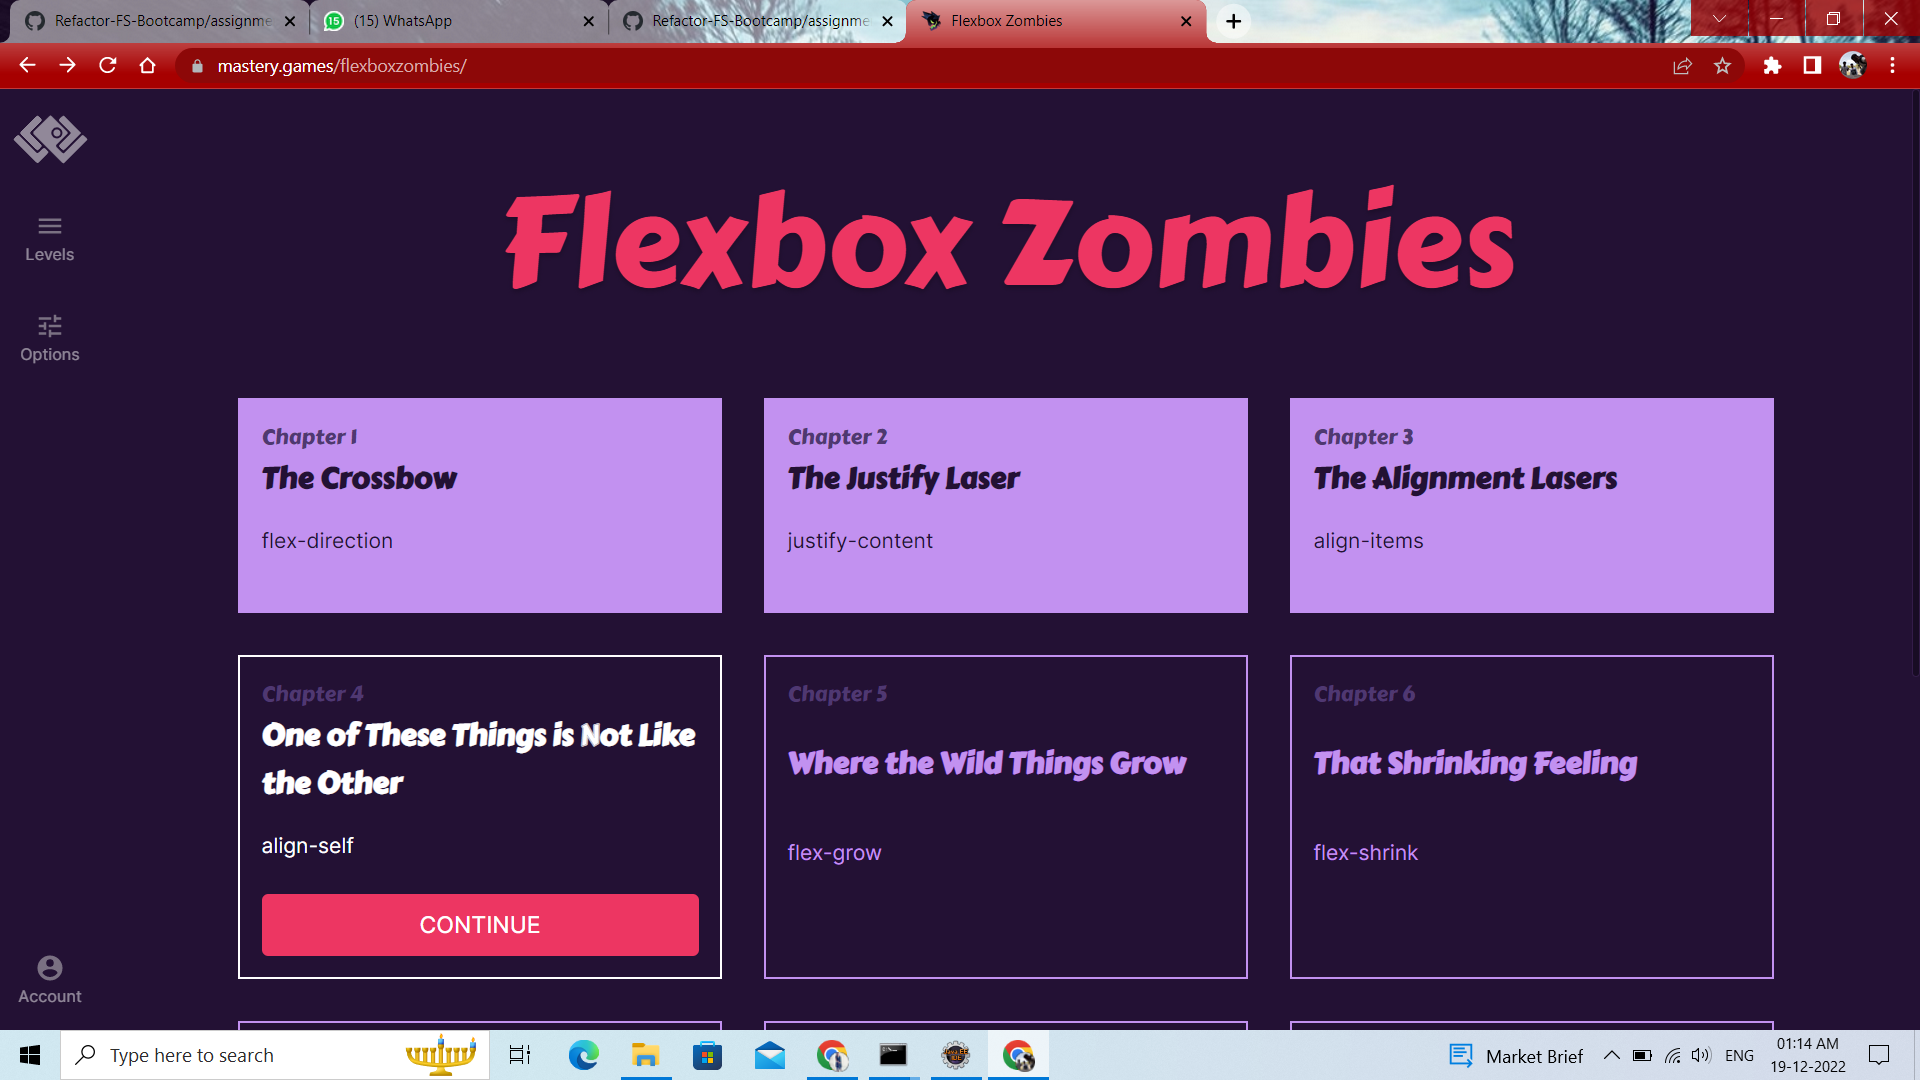 Refactor-FS-Bootcamp/assignme
(15) WhatsApp
Refactor-FS-Bootcamp/assignme
Flexbox Zombies
mastery.games/flexboxzombies/
Levels
Options
Flexbox Zombies
Chapter 1
The Crossbow
flex-direction
Chapter 2
The Justify Laser
justify-content
Chapter 3
The Alignment Lasers
align-items
Chapter 4
One of These Things is Not Like
the Other
align-self
CONTINUE
Chapter 5
Where the Wild Things Grow
flex-grow
Chapter 6
That Shrinking Feeling
flex-shrink
Account
Type here to search
Market Brief
ENG
01:14 AM
19-12-2022